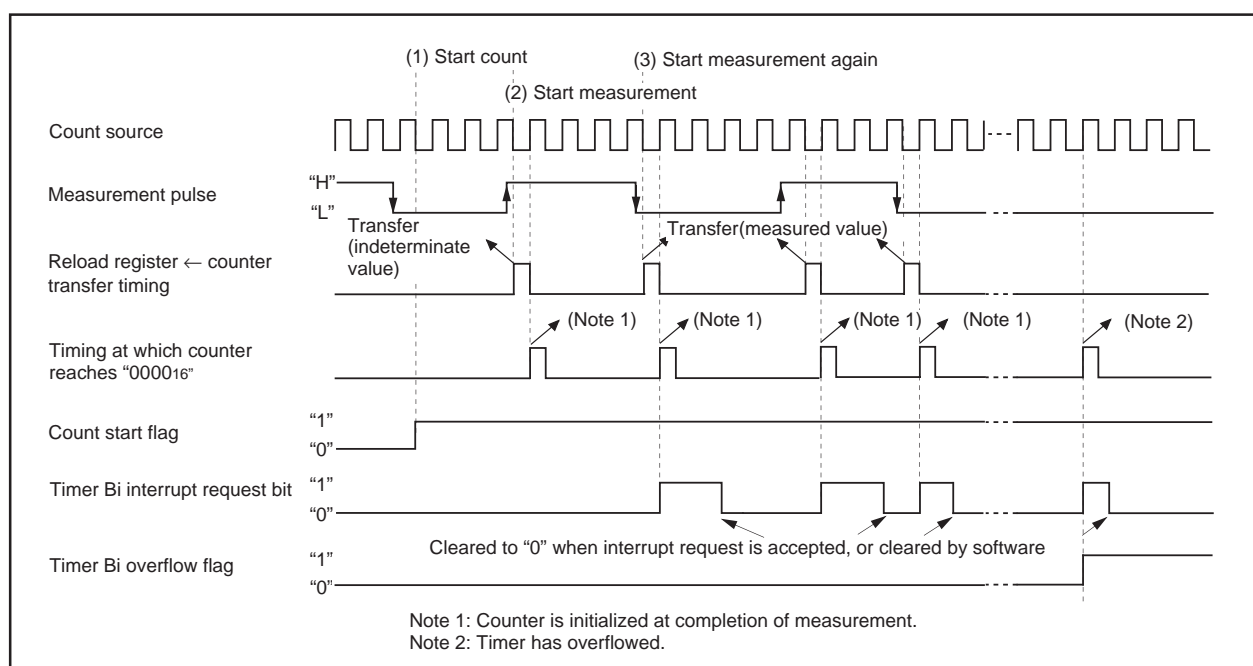 (1) Start count
(3) Start measurement again
(2) Start measurement
Count source
Measurement pulse
“H”
“L”
Transfer
(indeterminate
value)
Transfer(measured value)
Reload register ← counter
transfer timing
(Note 1)
(Note 1)
(Note 1)
(Note 1)
(Note 2)
Timing at which counter
reaches “000016”
Count start flag
“1”
“0”
Timer Bi interrupt request bit
“1”
“0”
Cleared to “0” when interrupt request is accepted, or cleared by software
Timer Bi overflow flag
“1”
“0”
Note 1: Counter is initialized at completion of measurement.
Note 2: Timer has overflowed.